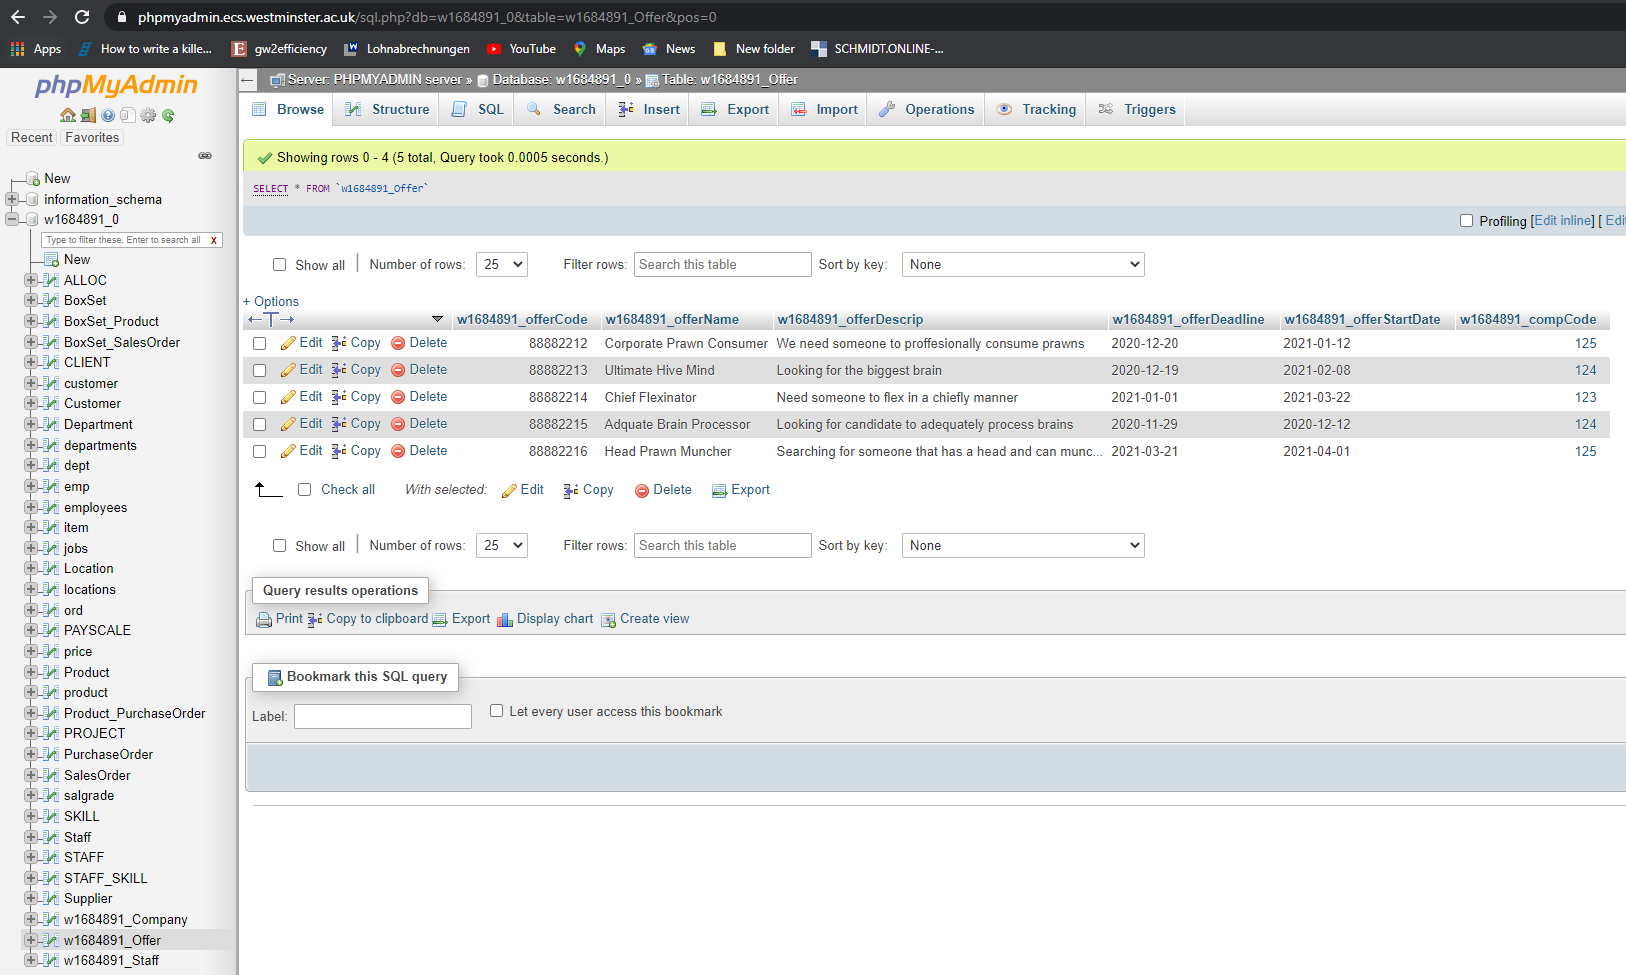 phpmyadmin.ecs.westminster.ac.uk/sql.php?db=w1684891_0&table=w1684891_Offer&pos=0
Apps How to write a kille... gw2efficiency Lohnabrechnungen YouTube Maps News New folder SCHMIDT.ONLINE-...
phpMyAdmin
Recent Favorites
New
information_schema
w1684891_0
Type to filter these, Enter to search all X
New
ALLOC
BoxSet
BoxSet_Product
BoxSet_SalesOrder
CLIENT
customer
Customer
Department
departments
dept
emp
employees
item
jobs
Location
locations
ord
PAYSCALE
price
Product
product
Product_PurchaseOrder
PROJECT
PurchaseOrder
SalesOrder
salgrade
SKILL
Staff
STAFF
STAFF_SKILL
Supplier
w1684891_Company
w1684891_Offer
w1684891_Staff
Server: PHPMYADMIN server » Database: w1684891_0 » Table: w1684891_Offer
Browse Structure SQL Search Insert Export Import Operations Tracking Triggers
Showing rows 0 - 4 (5 total, Query took 0.0005 seconds.)
SELECT * FROM `w1684891_Offer`
Profiling [Edit inline] [ Edi
Show all Number of rows: 25 Filter rows: Search this table Sort by key: None
+ Options
w1684891_offerCode w1684891_offerName w1684891_offerDescrip w1684891_offerDeadline w1684891_offerStartDate w1684891_compCode
Edit Copy Delete 88882212 Corporate Prawn Consumer We need someone to proffesionally consume prawns 2020-12-20 2021-01-12 125
Edit Copy Delete 88882213 Ultimate Hive Mind Looking for the biggest brain 2020-12-19 2021-02-08 124
Edit Copy Delete 88882214 Chief Flexinator Need someone to flex in a chiefly manner 2021-01-01 2021-03-22 123
Edit Copy Delete 88882215 Adquate Brain Processor Looking for candidate to adequately process brains 2020-11-29 2020-12-12 124
Edit Copy Delete 88882216 Head Prawn Muncher Searching for someone that has a head and can munc... 2021-03-21 2021-04-01 125
Check all With selected: Edit Copy Delete Export
Show all Number of rows: 25 Filter rows: Search this table Sort by key: None
Query results operations
Print Copy to clipboard Export Display chart Create view
Bookmark this SQL query
Label: Let every user access this bookmark